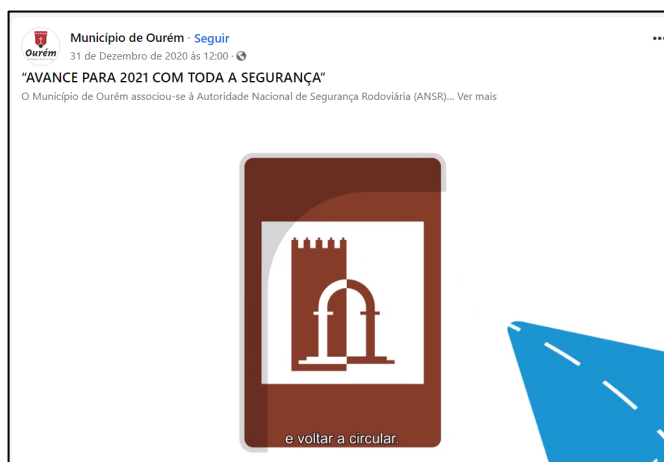 Município de Ourém · Seguir
Ourém
31 de Dezembro de 2020 às 12:00 ·
“AVANCE PARA 2021 COM TODA A SEGURANÇA”
O Município de Ourém associou-se à Autoridade Nacional de Segurança Rodoviária (ANSR)... Ver mais
e voltar a circular.